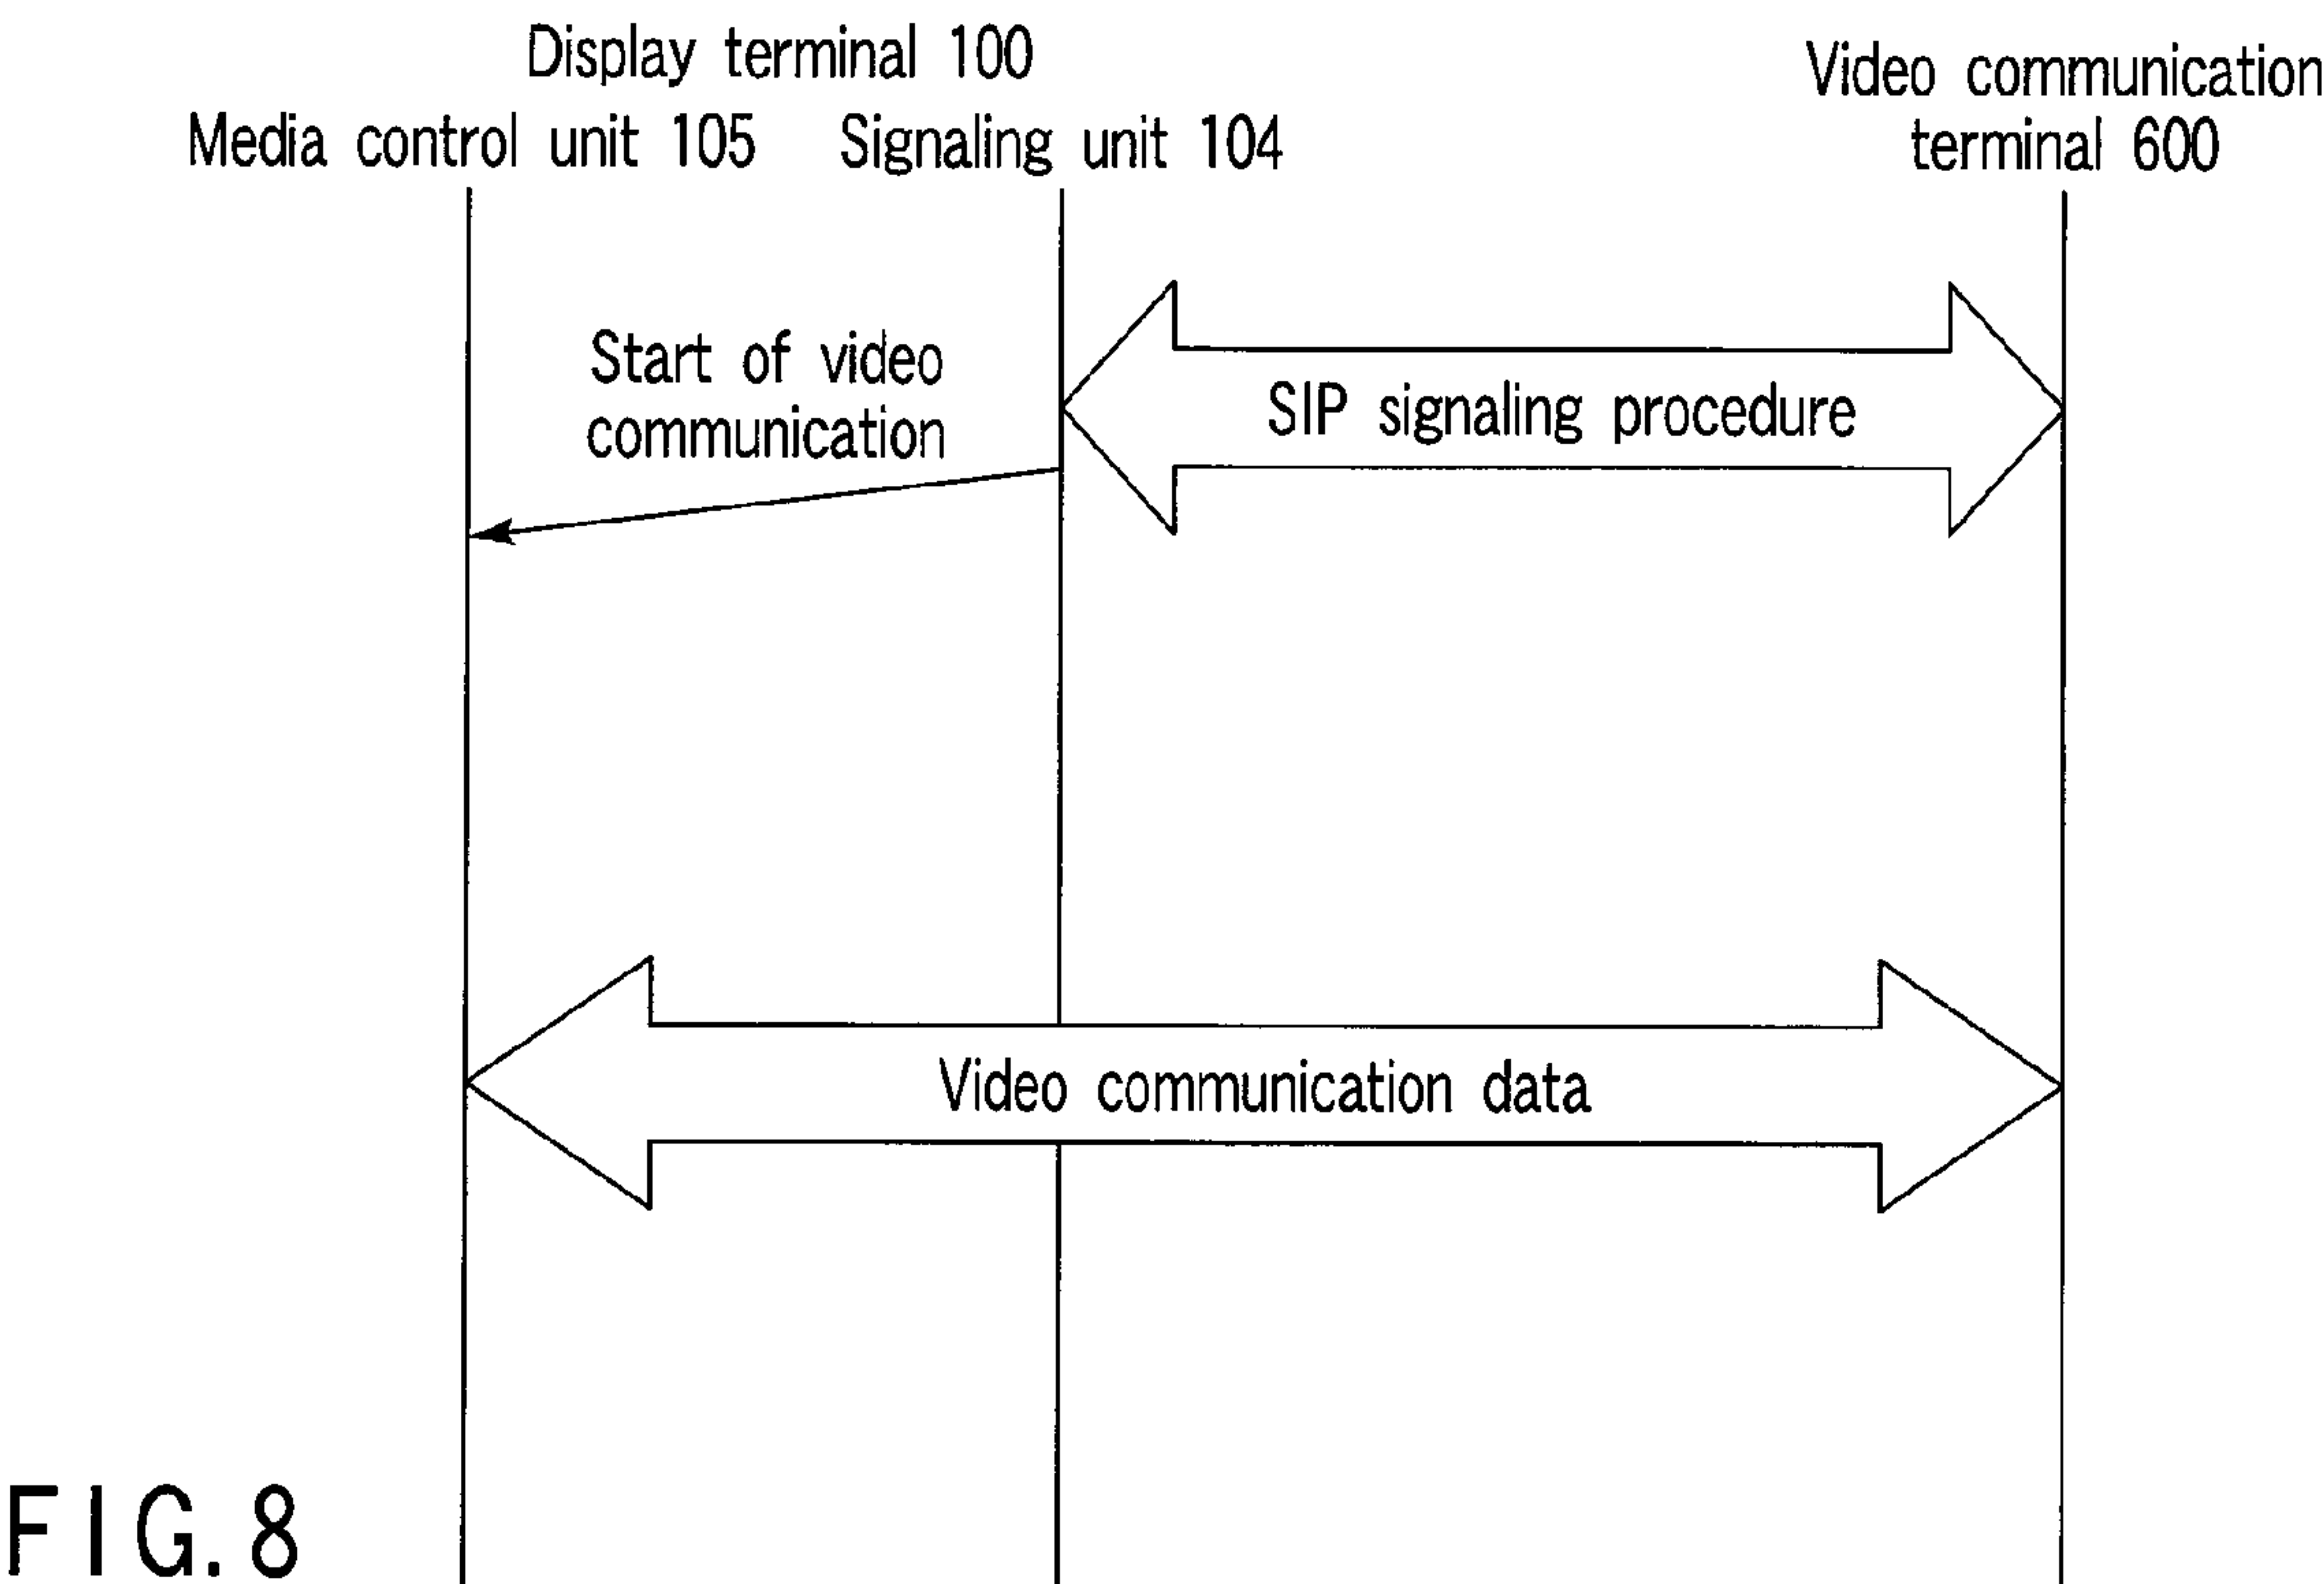 Display terminal 100
Media control unit 105
Signaling unit 104
Video communication
terminal 600
Start of video
communication
SIP signaling procedure
Video communication data
FIG.8